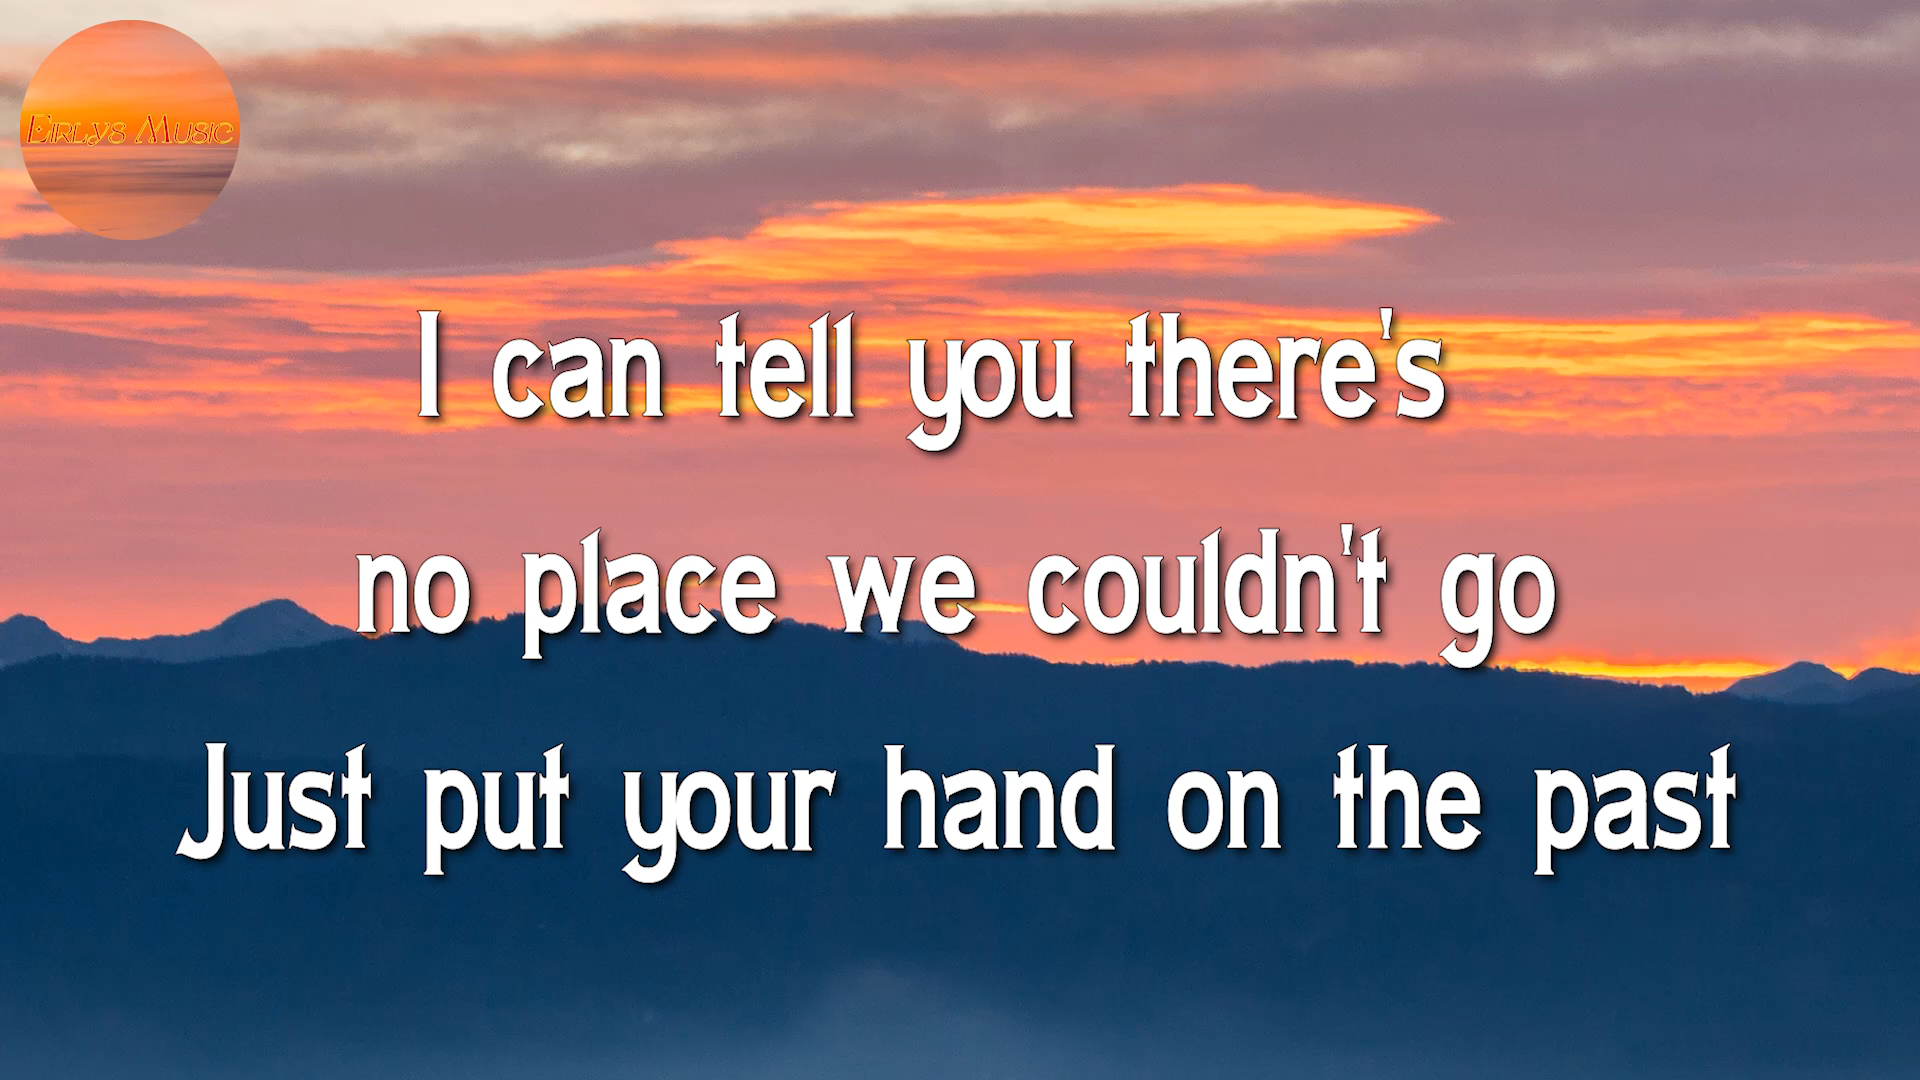 Eirlys Music
I can tell you there's
no place we couldn't go
Just put your hand on the past